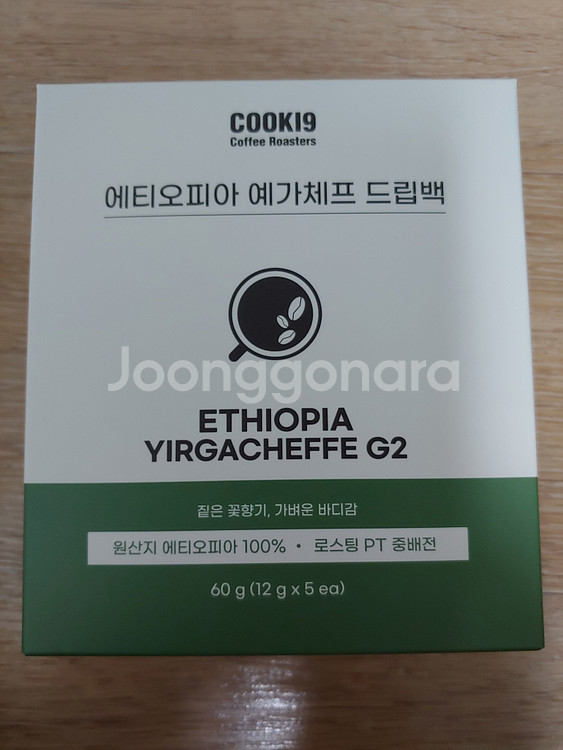 COOKI9
Coffee Roasters
에티오피아 예가체프 드립백
Joonggonara
ETHIOPIA
YIRGACHEFFE G2
짙은 꽃향기, 가벼운 바디감
원산지 에티오피아 100% • 로스팅 PT 중배전
60 g (12 g x 5 ea)